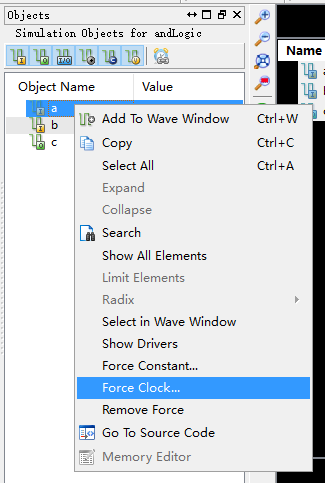 Objects
Simulation Objects for andLogic
Object Name Value
Name
a
b
c
Add To Wave Window Ctrl+W
Copy Ctrl+C
Select All Ctrl+A
Expand
Collapse
Search
Show All Elements
Limit Elements
Radix
Select in Wave Window
Show Drivers
Force Constant...
Force Clock...
Remove Force
Go To Source Code
Memory Editor